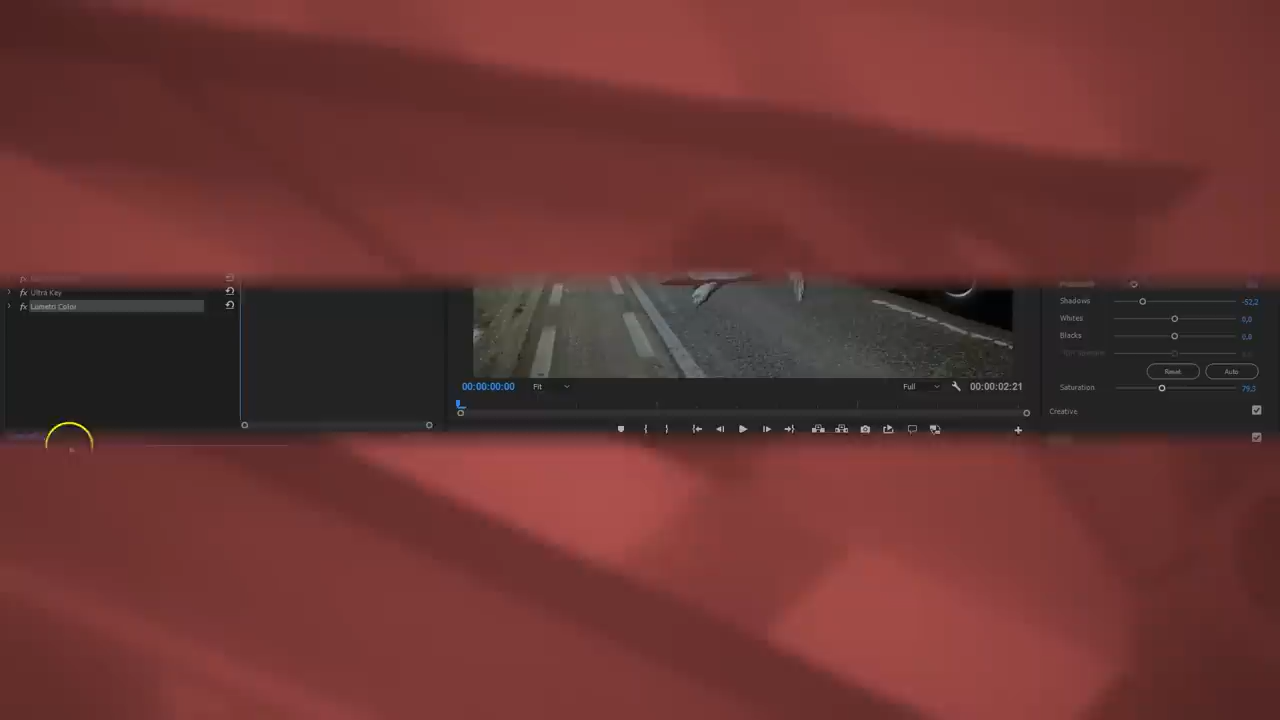 fx Ultra Key
fx Lumetri Color
Shadows -52,2
Whites 0,0
Blacks 0,0
Reset Auto
Saturation 79,3
00:00:00:00 Fit Full 00:00:02:21
Creative